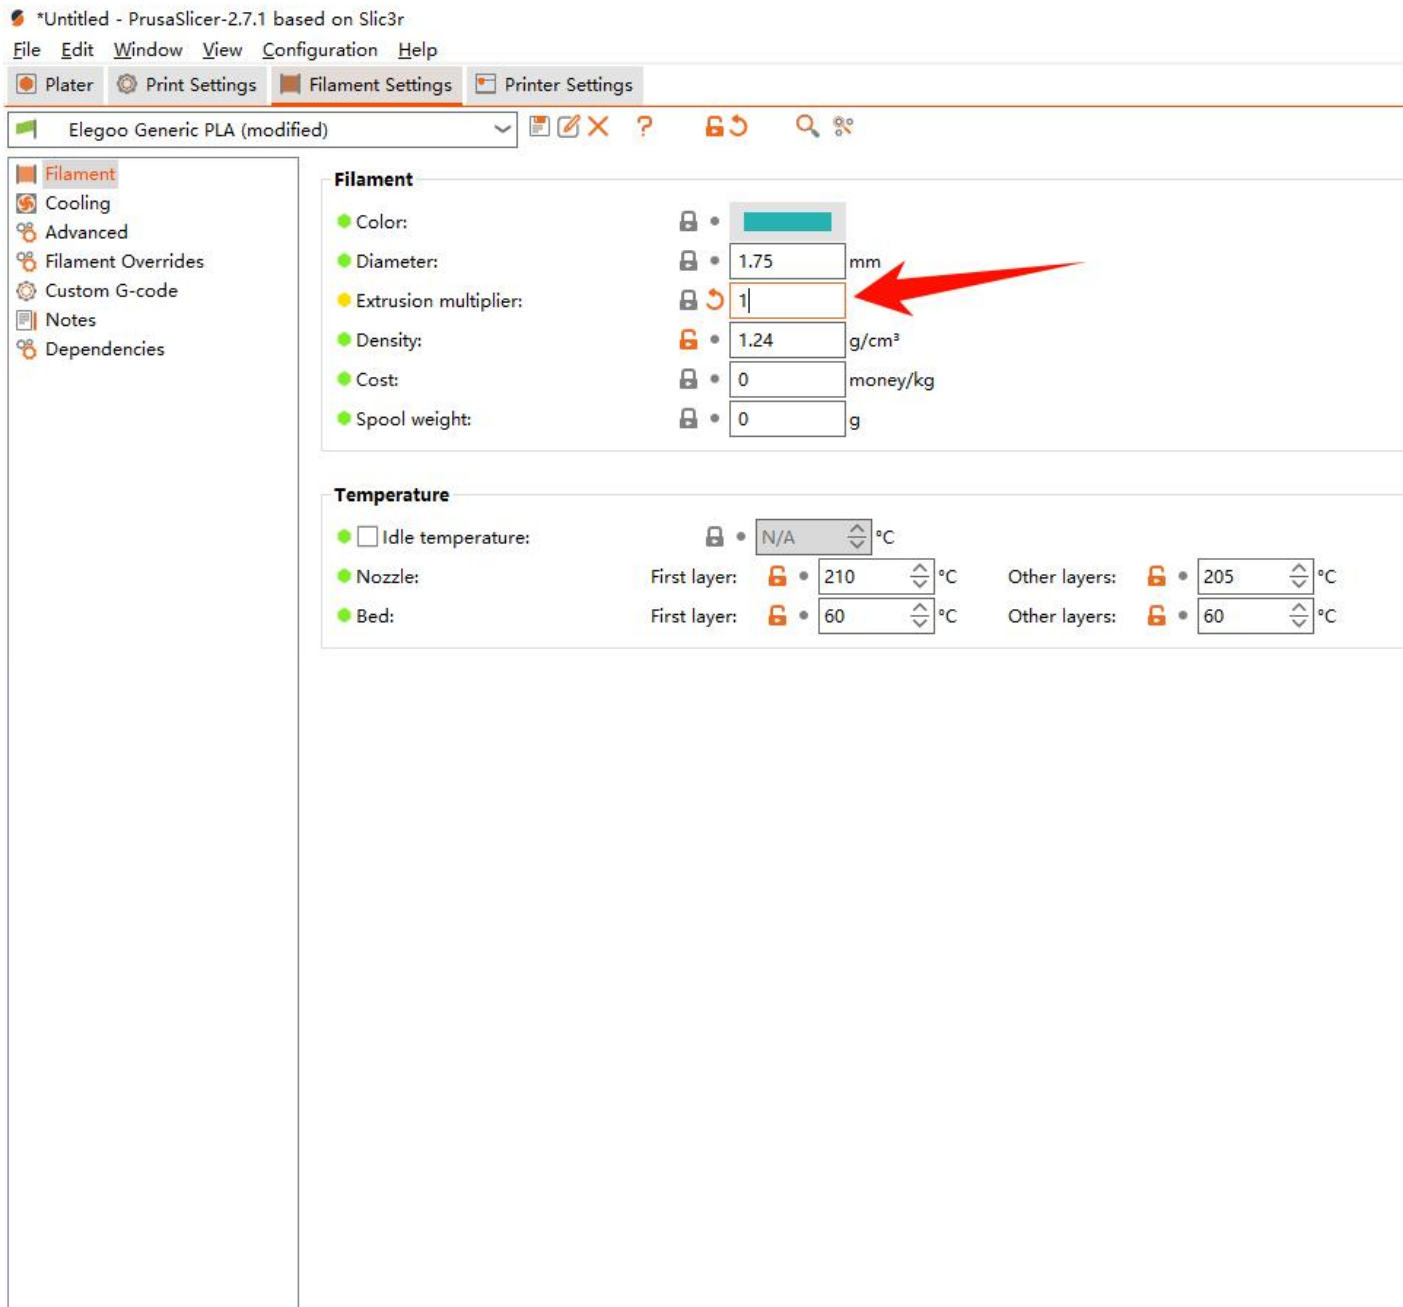 *Untitled - PrusaSlicer-2.7.1 based on Slic3r
File Edit Window View Configuration Help
Plater Print Settings Filament Settings Printer Settings
Elegoo Generic PLA (modified) ?
Filament
Cooling
Advanced
Filament Overrides
Custom G-code
Notes
Dependencies
Filament
Color:
Diameter: 1.75 mm
Extrusion multiplier: 1
Density: 1.24 g/cm³
Cost: 0 money/kg
Spool weight: 0 g
Temperature
Idle temperature: N/A °C
Nozzle: First layer: 210 °C Other layers: 205 °C
Bed: First layer: 60 °C Other layers: 60 °C